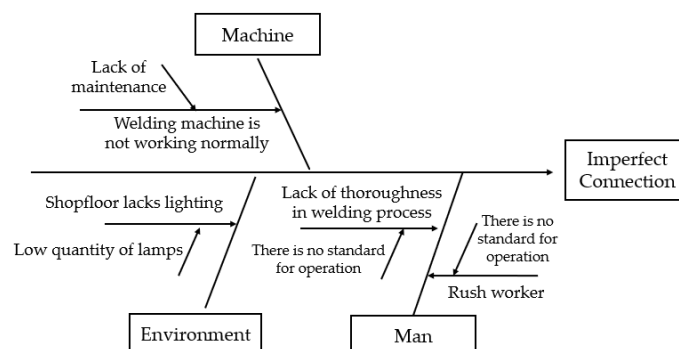 Machine
Lack of
maintenance
Welding machine is
not working normally
Imperfect
Connection
Shopfloor lacks lighting
Low quantity of lamps
Lack of thoroughness
in welding process
There is no standard
for operation
There is no
standard for
operation
Rush worker
Environment
Man